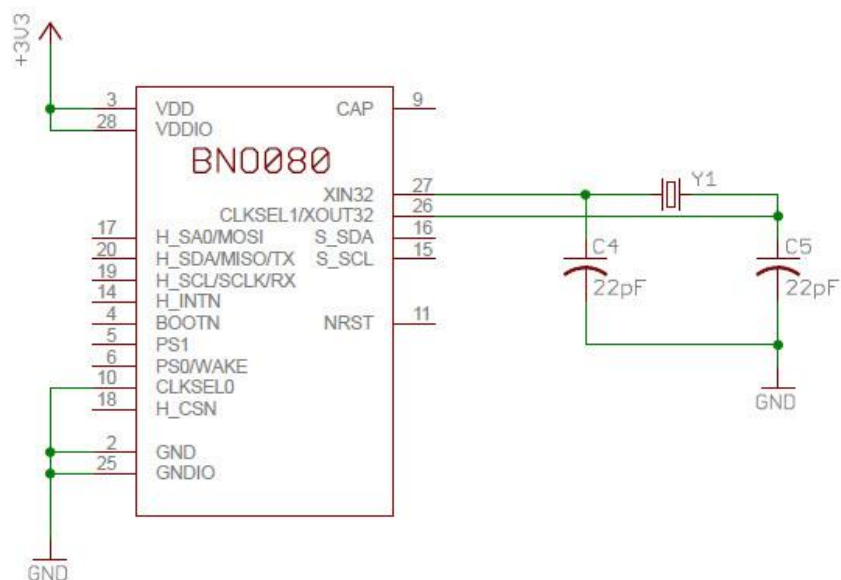 +3V3
3 VDD CAP 9
28 VDDIO
BNO080
XIN32 27 Y1
CLKSEL1/XOUT32 26
17 H_SA0/MOSI S_SDA 16
20 H_SDA/MISO/TX S_SCL 15
C4 C5
19 H_SCL/SCLK/RX
22pF 22pF
14 H_INTN
4 BOOTN NRST 11
5 PS1
6 PS0/WAKE
10 CLKSEL0
GND
18 H_CSN
2 GND
25 GNDIO
GND